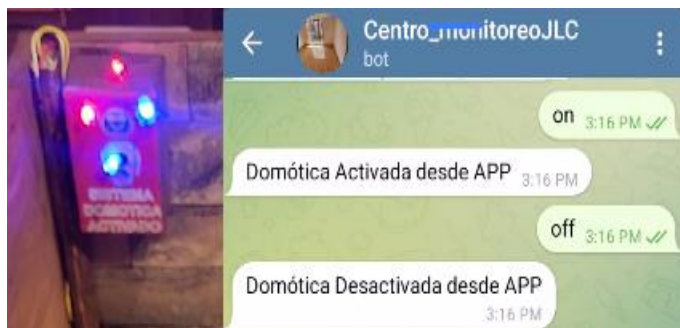 SISTEMA
DOMOTICA
ACTIVADO
Centro_monitoreoJLC
bot
on 3:16 PM
Domótica Activada desde APP 3:16 PM
off 3:16 PM
Domótica Desactivada desde APP
3:16 PM